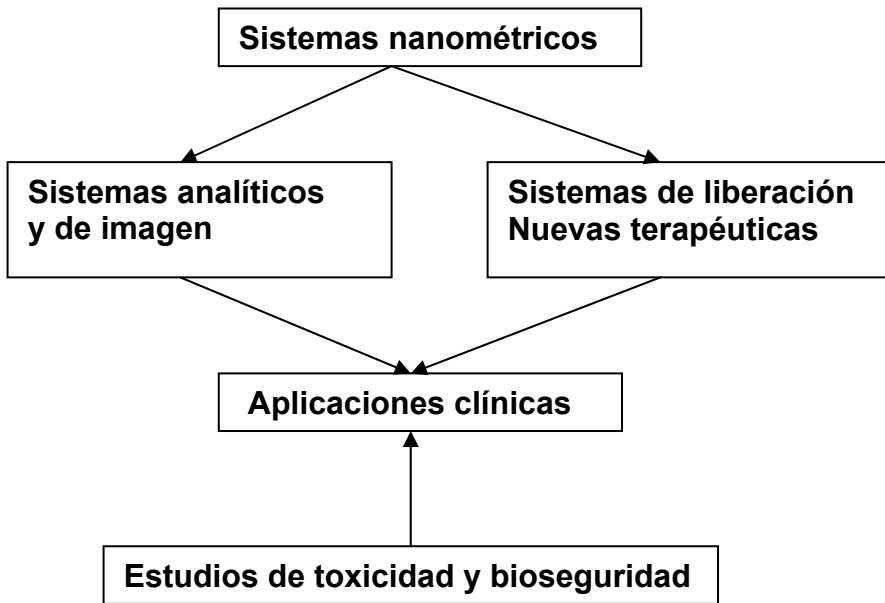 Sistemas nanométricos
Sistemas analíticos
y de imagen
Sistemas de liberación
Nuevas terapéuticas
Aplicaciones clínicas
Estudios de toxicidad y bioseguridad